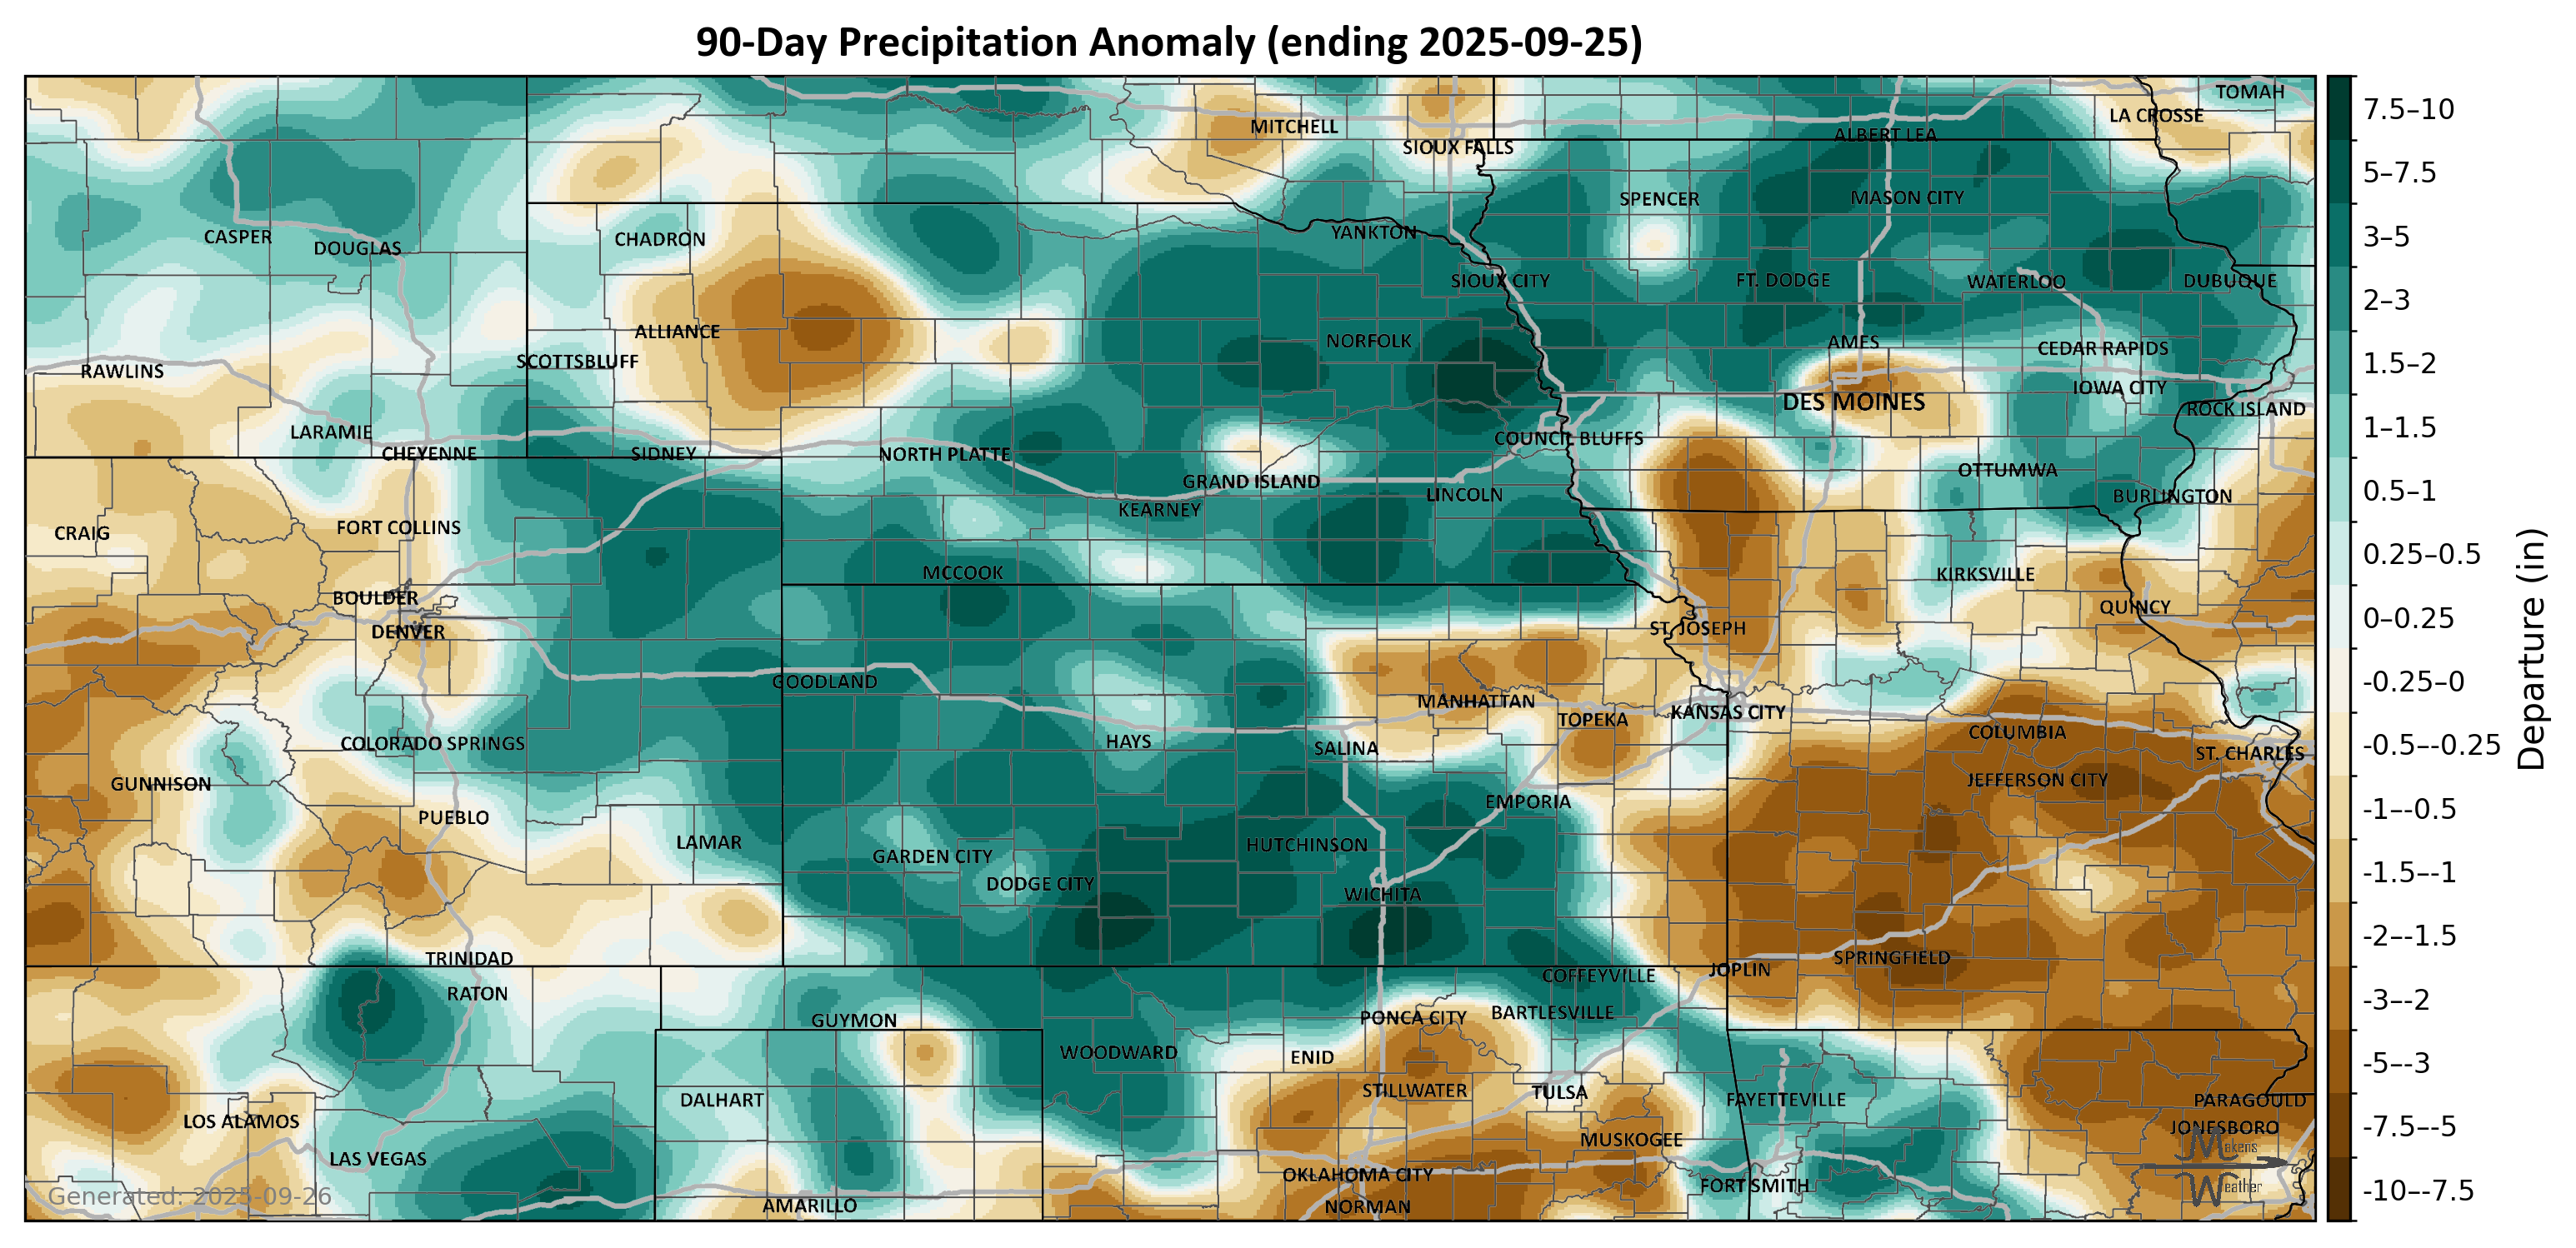 90-Day Precipitation Anomaly (ending 2025-09-25)
TOMAH
LA CROSSE
MITCHELL
ALBERT LEA
SIOUX FALLS
SPENCER
MASON CITY
CASPER
DOUGLAS
CHADRON
YANKTON
SIOUX CITY
FT. DODGE
WATERLOO
DUBUQUE
ALLIANCE
NORFOLK
AMES
CEDAR RAPIDS
SCOTTSBLUFF
RAWLINS
IOWA CITY
DES MOINES
ROCK ISLAND
LARAMIE
COUNCIL BLUFFS
CHEYENNE
SIDNEY
NORTH PLATTE
OTTUMWA
GRAND ISLAND
LINCOLN
BURLINGTON
KEARNEY
CRAIG
FORT COLLINS
MCCOOK
KIRKSVILLE
BOULDER
QUINCY
DENVER
ST. JOSEPH
GOODLAND
MANHATTAN
TOPEKA
KANSAS CITY
COLUMBIA
COLORADO SPRINGS
HAYS
SALINA
ST. CHARLES
GUNNISON
JEFFERSON CITY
EMPORIA
PUEBLO
LAMAR
HUTCHINSON
GARDEN CITY
DODGE CITY
WICHITA
TRINIDAD
SPRINGFIELD
JOPLIN
COFFEYVILLE
RATON
GUYMON
PONCA CITY
BARTLESVILLE
WOODWARD
ENID
STILLWATER
TULSA
DALHART
FAYETTEVILLE
PARAGOULD
LOS ALAMOS
JONESBORO
MUSKOGEE
LAS VEGAS
OKLAHOMA CITY
FORT SMITH
AMARILLO
NORMAN
Generated: 2025-09-26
Makens
Weather
7.5–10
5–7.5
3–5
2–3
1.5–2
1–1.5
0.5–1
0.25–0.5
0–0.25
-0.25–0
-0.5–-0.25
-1–-0.5
-1.5–-1
-2–-1.5
-3–-2
-5–-3
-7.5–-5
-10–-7.5
Departure (in)